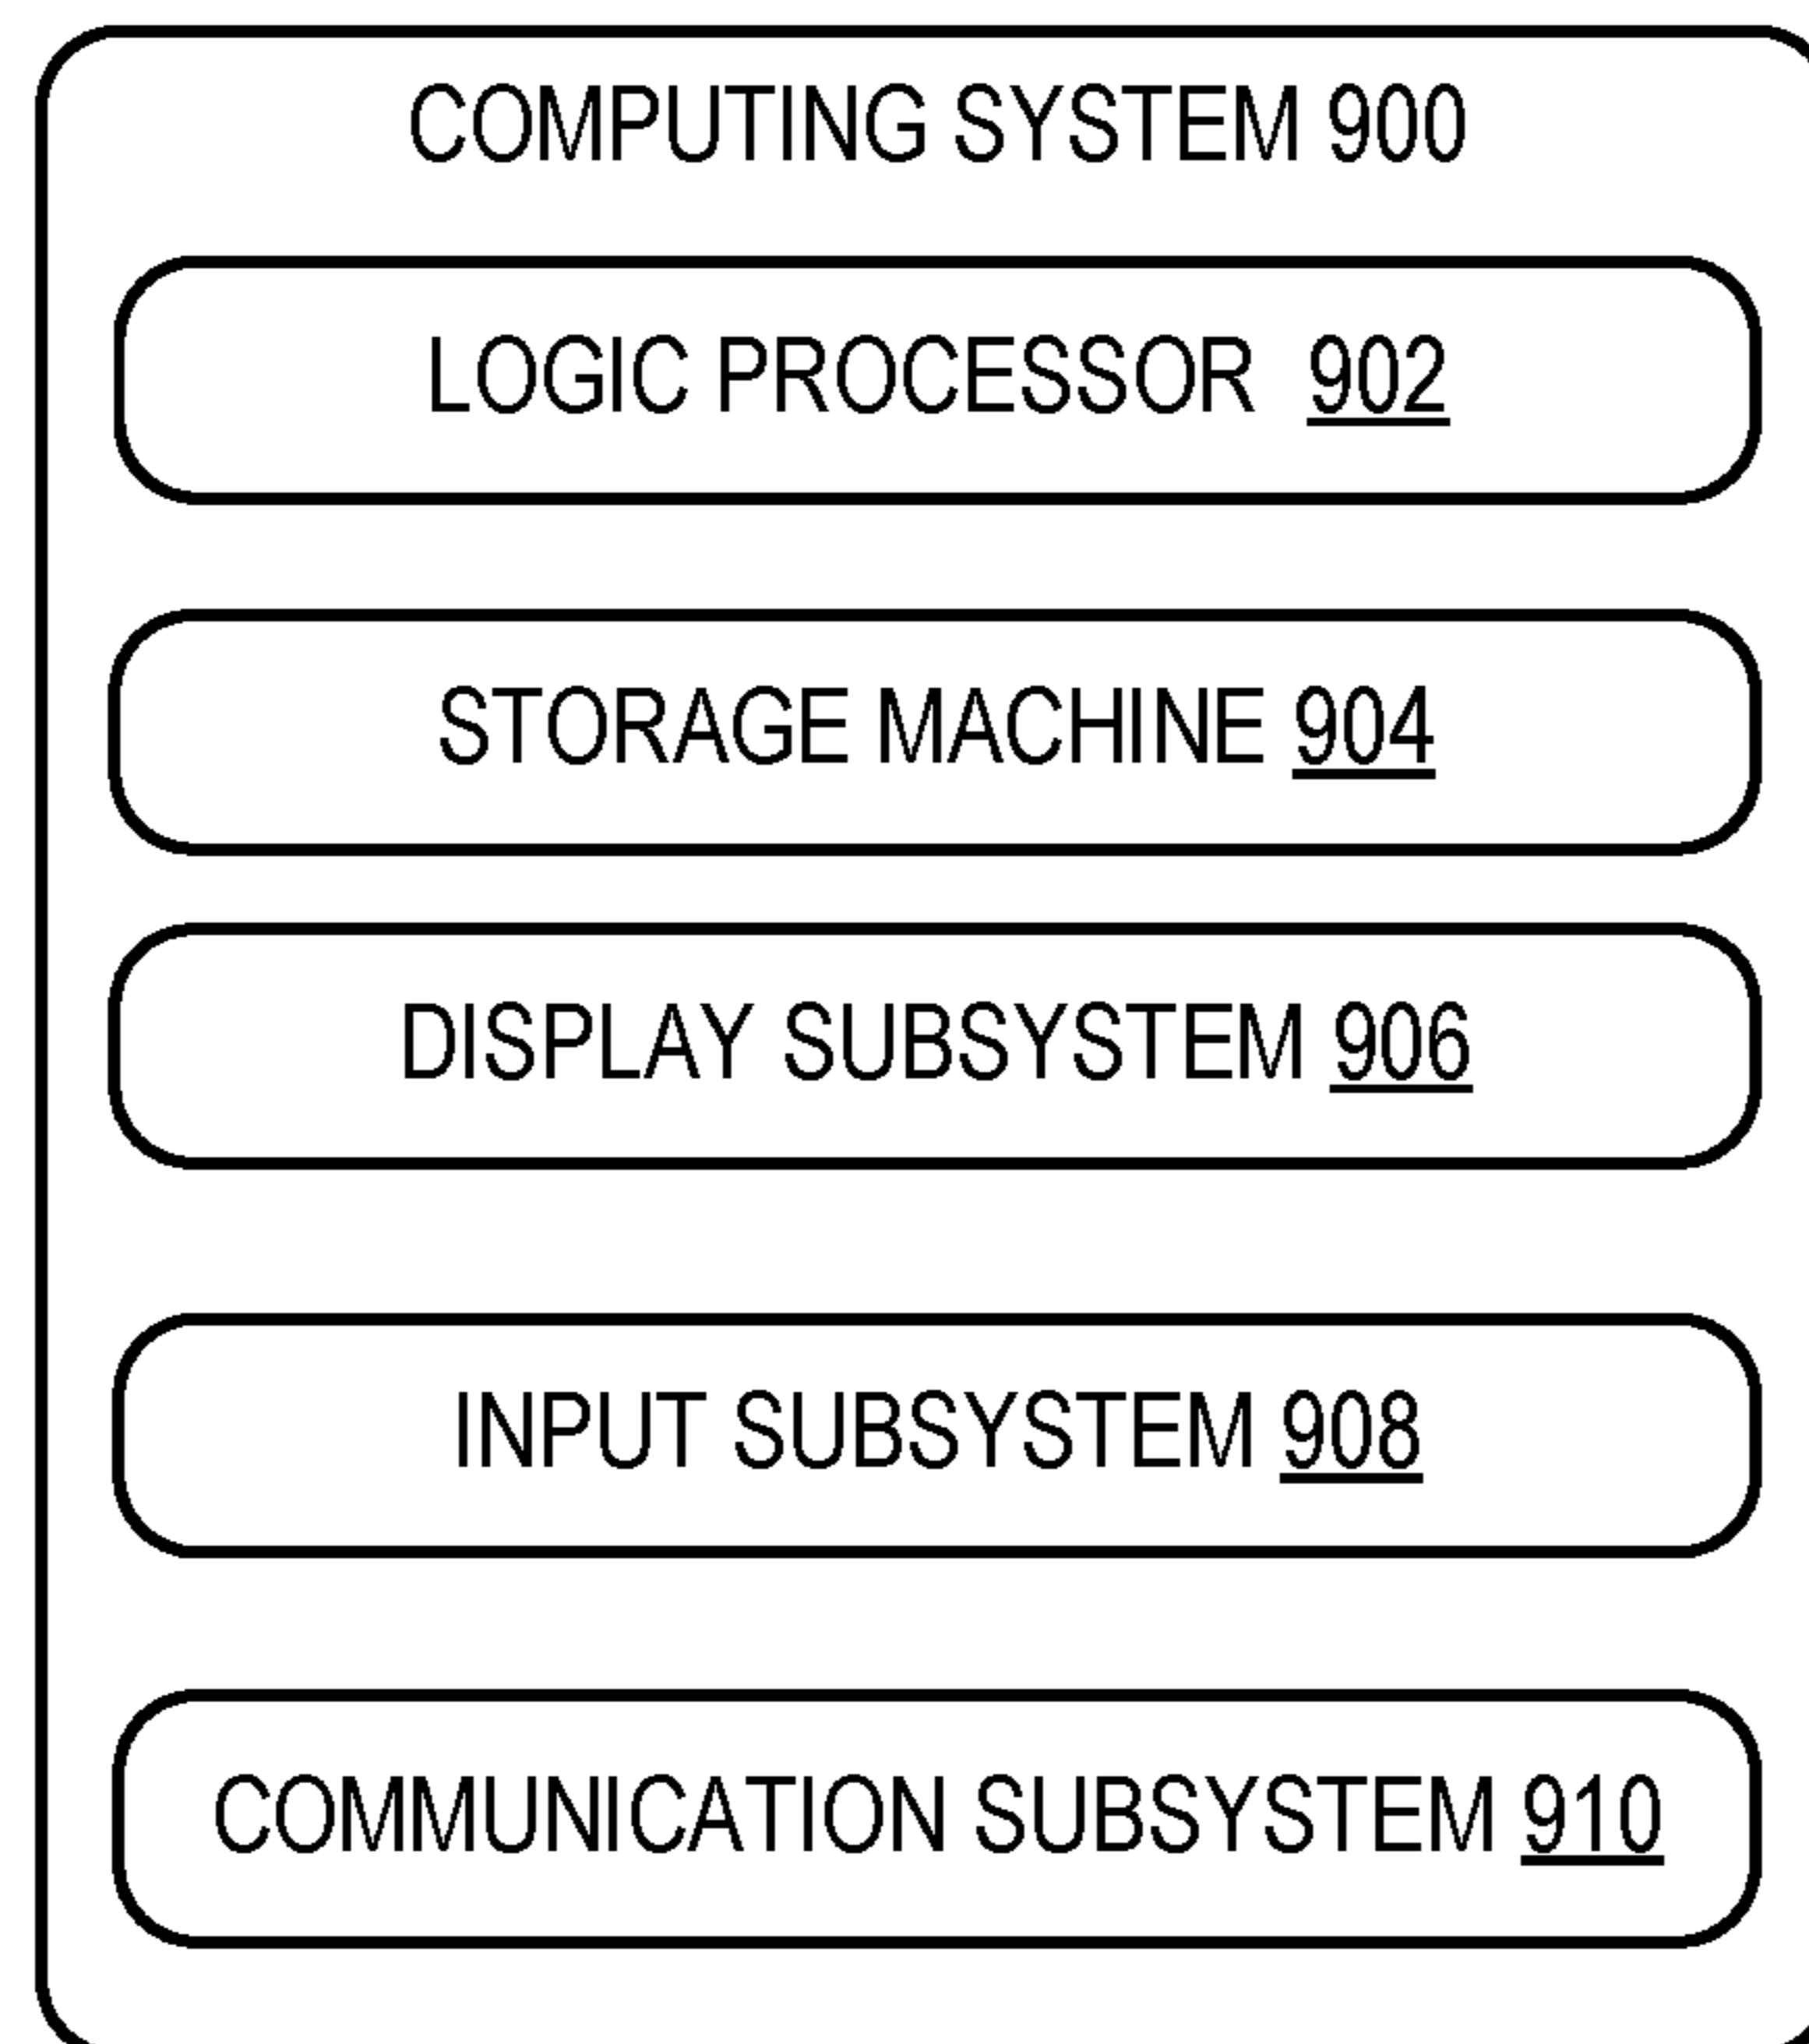 COMPUTING SYSTEM 900
LOGIC PROCESSOR 902
STORAGE MACHINE 904
DISPLAY SUBSYSTEM 906
INPUT SUBSYSTEM 908
COMMUNICATION SUBSYSTEM 910